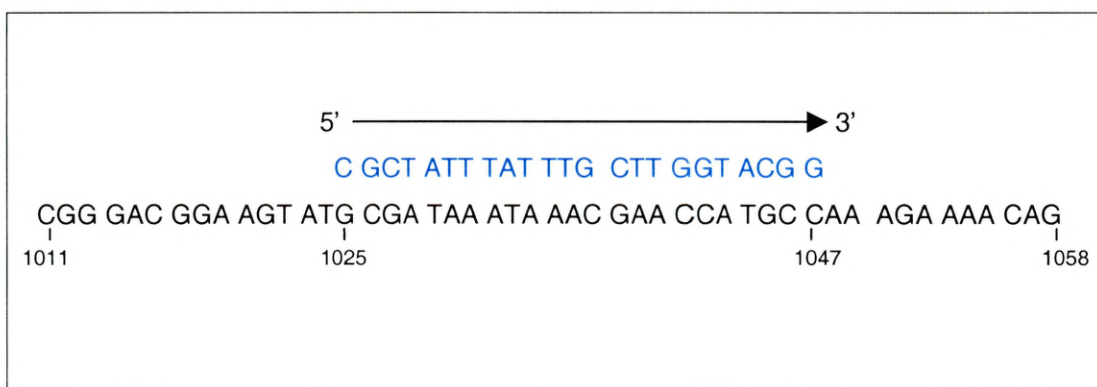 5' 3'
C GCT ATT TAT TTG CTT GGT ACG G
CGG GAC GGA AGT ATG CGA TAA ATA AAC GAA CCA TGC CAA AGA AAA CAG
1011 1025 1047 1058